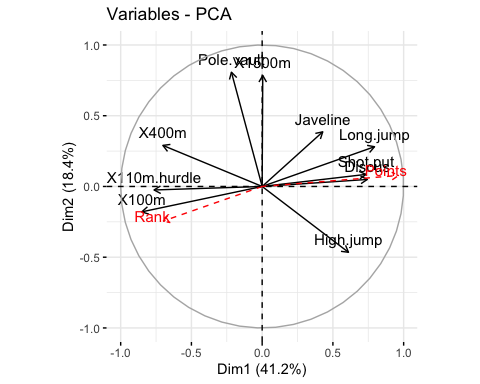 Variables - PCA
1.0
0.5
0.0
-0.5
-1.0
Dim2 (18.4%)
Pole.vault
X1500m
Javeline
X400m
Long.jump
Shot.put
Discus
Points
X110m.hurdle
X100m
Rank
High.jump
-1.0
-0.5
0.0
0.5
1.0
Dim1 (41.2%)